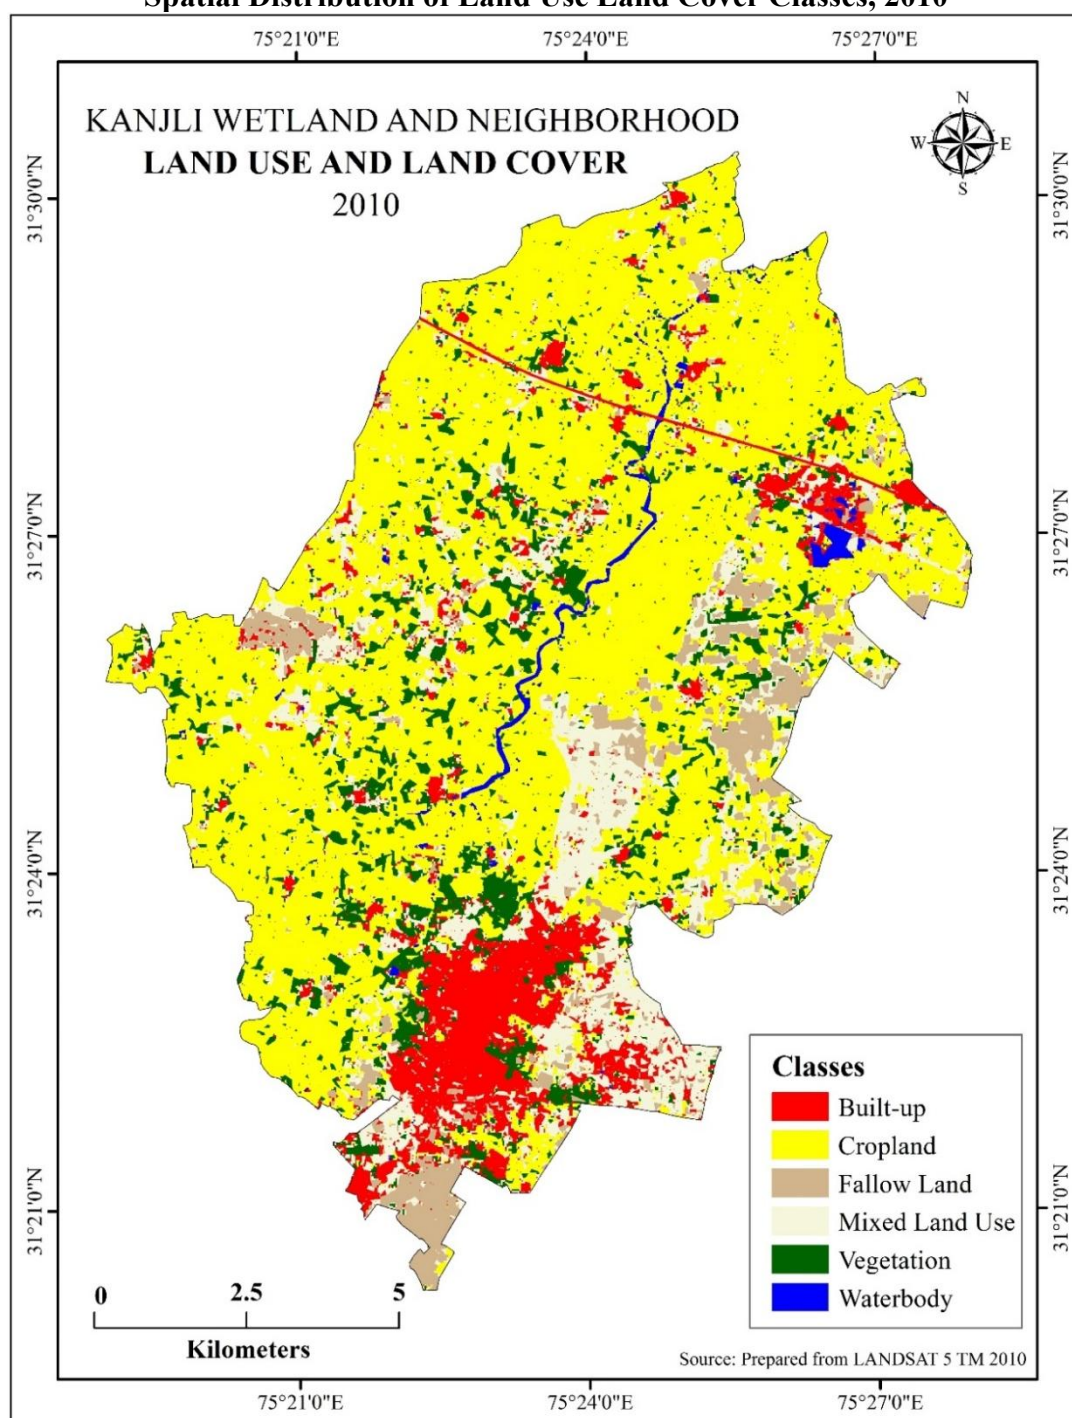 Spatial Distribution of Land Use Land Cover Classes, 2010
75°21'0"E 75°24'0"E 75°27'0"E
KANJLI WETLAND AND NEIGHBORHOOD
LAND USE AND LAND COVER
2010
N
W E
S
31°30'0"N 31°30'0"N
31°27'0"N 31°27'0"N
31°24'0"N 31°24'0"N
31°21'0"N 31°21'0"N
Classes
Built-up
Cropland
Fallow Land
Mixed Land Use
Vegetation
Waterbody
0 2.5 5
Kilometers
Source: Prepared from LANDSAT 5 TM 2010
75°21'0"E 75°24'0"E 75°27'0"E